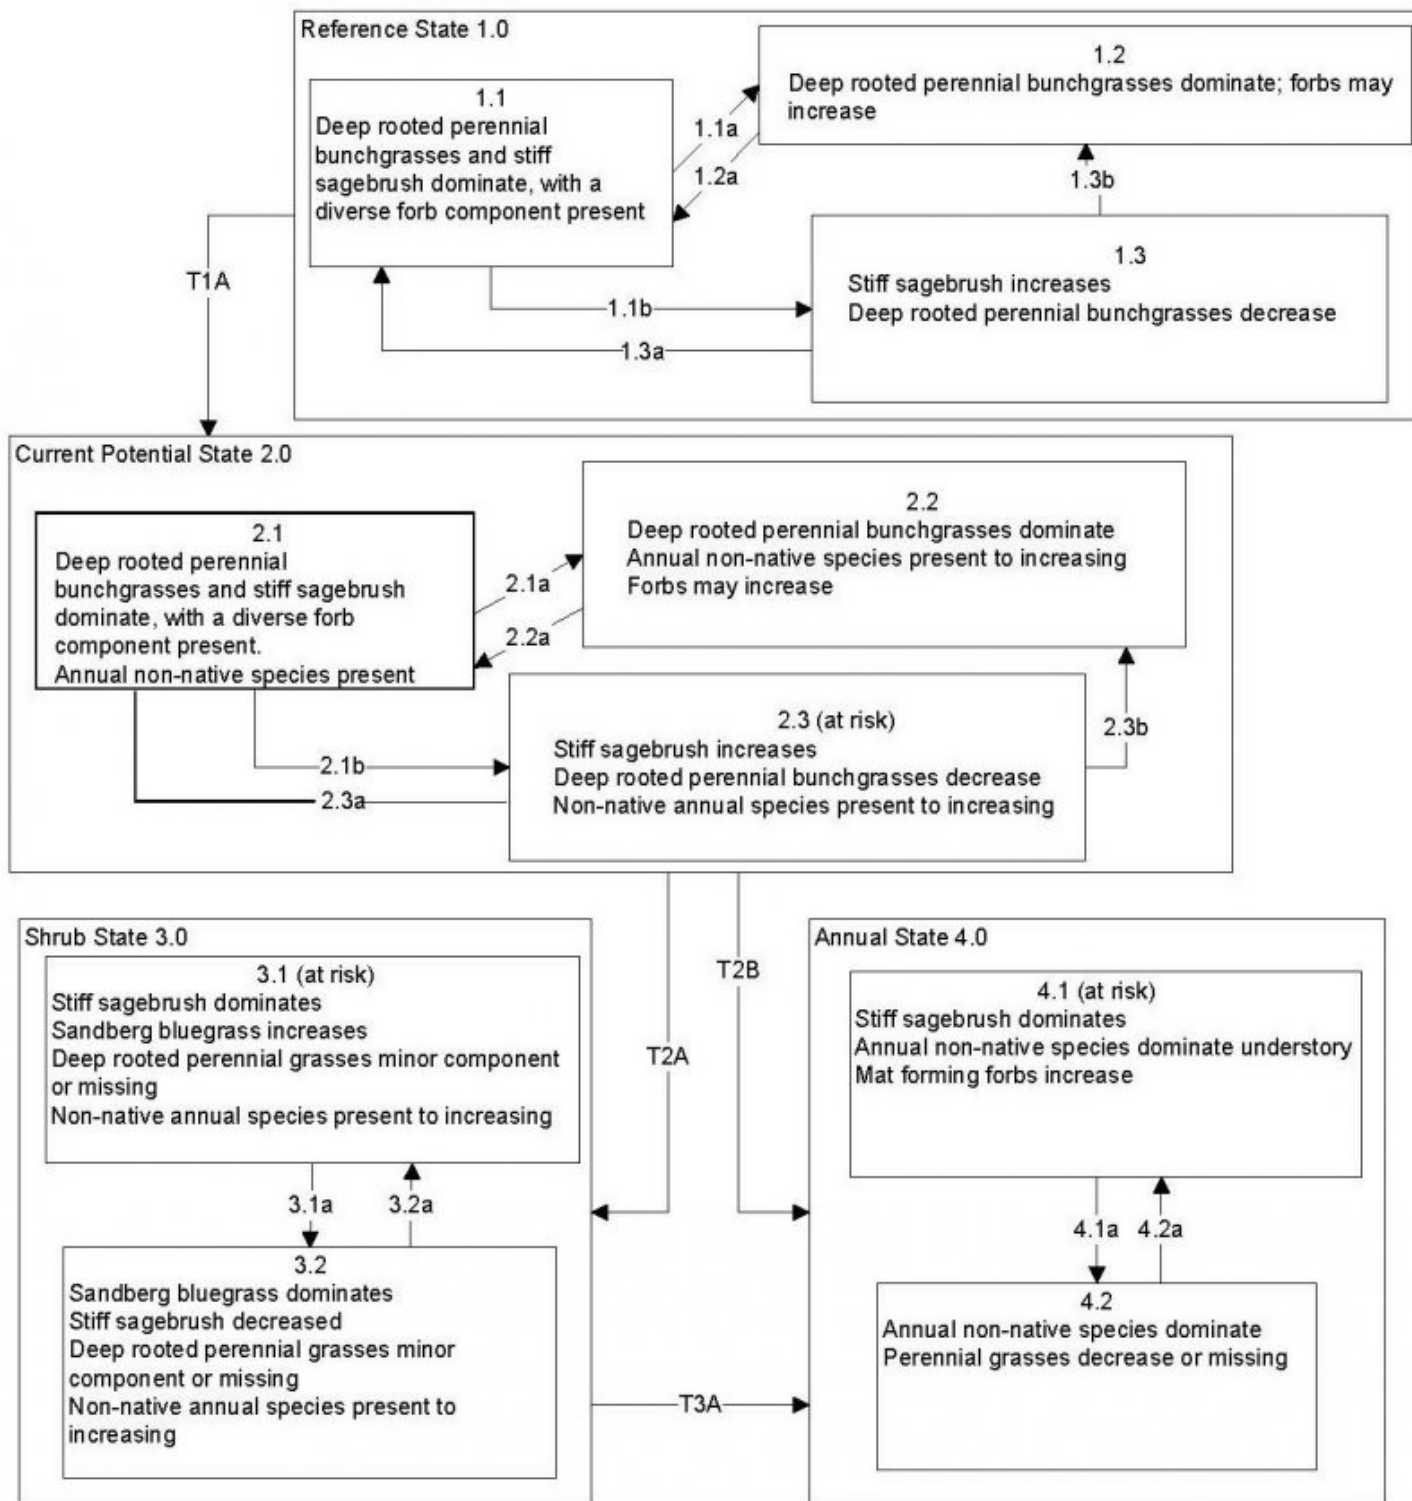 Reference State 1.0
1.1
Deep rooted perennial
bunchgrasses and stiff
sagebrush dominate, with a
diverse forb component present
1.1a
1.2a
1.2
Deep rooted perennial bunchgrasses dominate; forbs may
increase
1.3b
1.3
Stiff sagebrush increases
Deep rooted perennial bunchgrasses decrease
1.1b
1.3a
T1A
Current Potential State 2.0
2.1
Deep rooted perennial
bunchgrasses and stiff sagebrush
dominate, with a diverse forb
component present.
Annual non-native species present
2.1a
2.2a
2.2
Deep rooted perennial bunchgrasses dominate
Annual non-native species present to increasing
Forbs may increase
2.3 (at risk)
Stiff sagebrush increases
Deep rooted perennial bunchgrasses decrease
Non-native annual species present to increasing
2.3b
2.1b
2.3a
Shrub State 3.0
3.1 (at risk)
Stiff sagebrush dominates
Sandberg bluegrass increases
Deep rooted perennial grasses minor component
or missing
Non-native annual species present to increasing
3.1a
3.2a
3.2
Sandberg bluegrass dominates
Stiff sagebrush decreased
Deep rooted perennial grasses minor
component or missing
Non-native annual species present to
increasing
T2A
T2B
T3A
Annual State 4.0
4.1 (at risk)
Stiff sagebrush dominates
Annual non-native species dominate understory
Mat forming forbs increase
4.1a
4.2a
4.2
Annual non-native species dominate
Perennial grasses decrease or missing